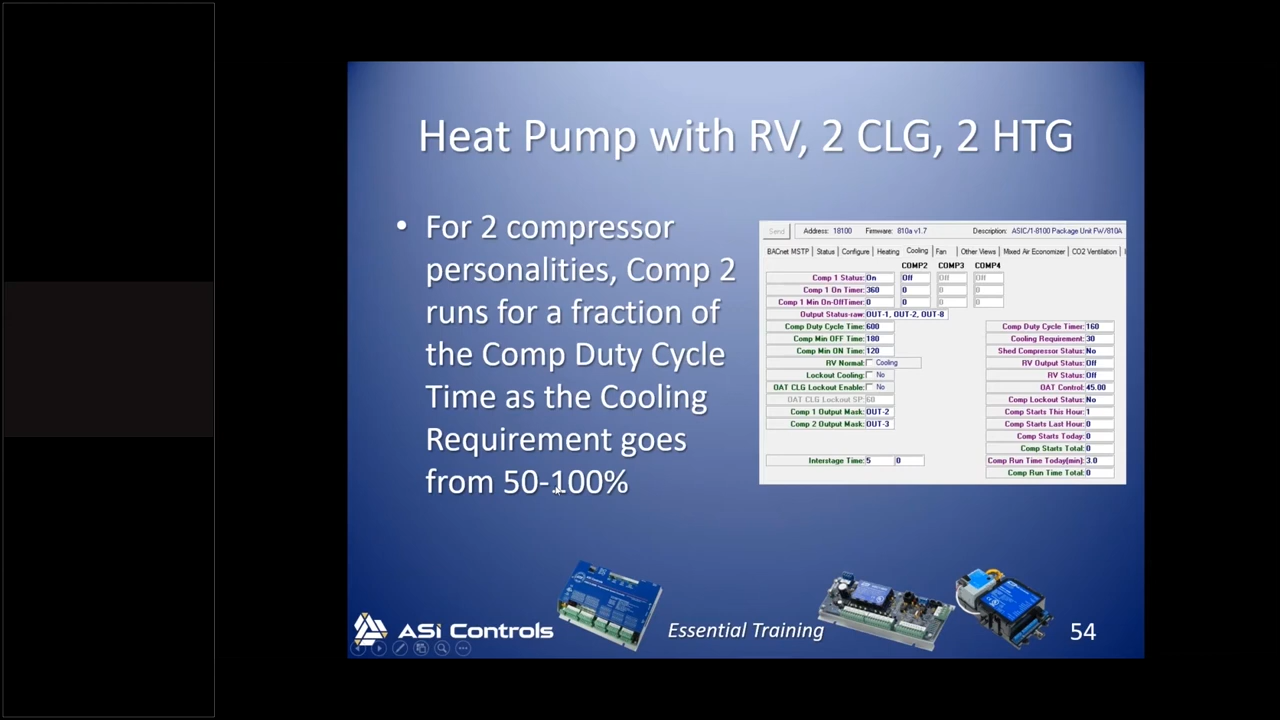 Heat Pump with RV, 2 CLG, 2 HTG
• For 2 compressor
personalities, Comp 2
runs for a fraction of
the Comp Duty Cycle
Time as the Cooling
Requirement goes
from 50-100%
Send Address: 18100 Firmware: 810a v1.7 Description: ASIC/1-8100 Package Unit FW/810A
BACnet MSTP Status Configure Heating Cooling Fan Other Views Mixed Air Economizer CO2 Ventilation
COMP2 COMP3 COMP4
Comp 1 Status: On Off Off Off
Comp 1 On Timer: 360 0 0 0
Comp 1 Min On-OffTimer: 0 0 0 0
Output Status-raw: OUT-1, OUT-2, OUT-8
Comp Duty Cycle Time: 600 Comp Duty Cycle Timer: 160
Comp Min OFF Time: 180 Cooling Requirement: 30
Comp Min ON Time: 120 Shed Compressor Status: No
RV Normal: Cooling RV Output Status: Off
Lockout Cooling: No RV Status: Off
OAT CLG Lockout Enable: No OAT Control: 45.00
OAT CLG Lockout SP: 60 Comp Lockout Status: No
Comp 1 Output Mask: OUT-2 Comp Starts This Hour: 1
Comp 2 Output Mask: OUT-3 Comp Starts Last Hour: 0
Comp Starts Today: 0
Comp Starts Total: 0
Interstage Time: 5 0 Comp Run Time Today(min): 3.0
Comp Run Time Total: 0
ASi Controls Essential Training 54